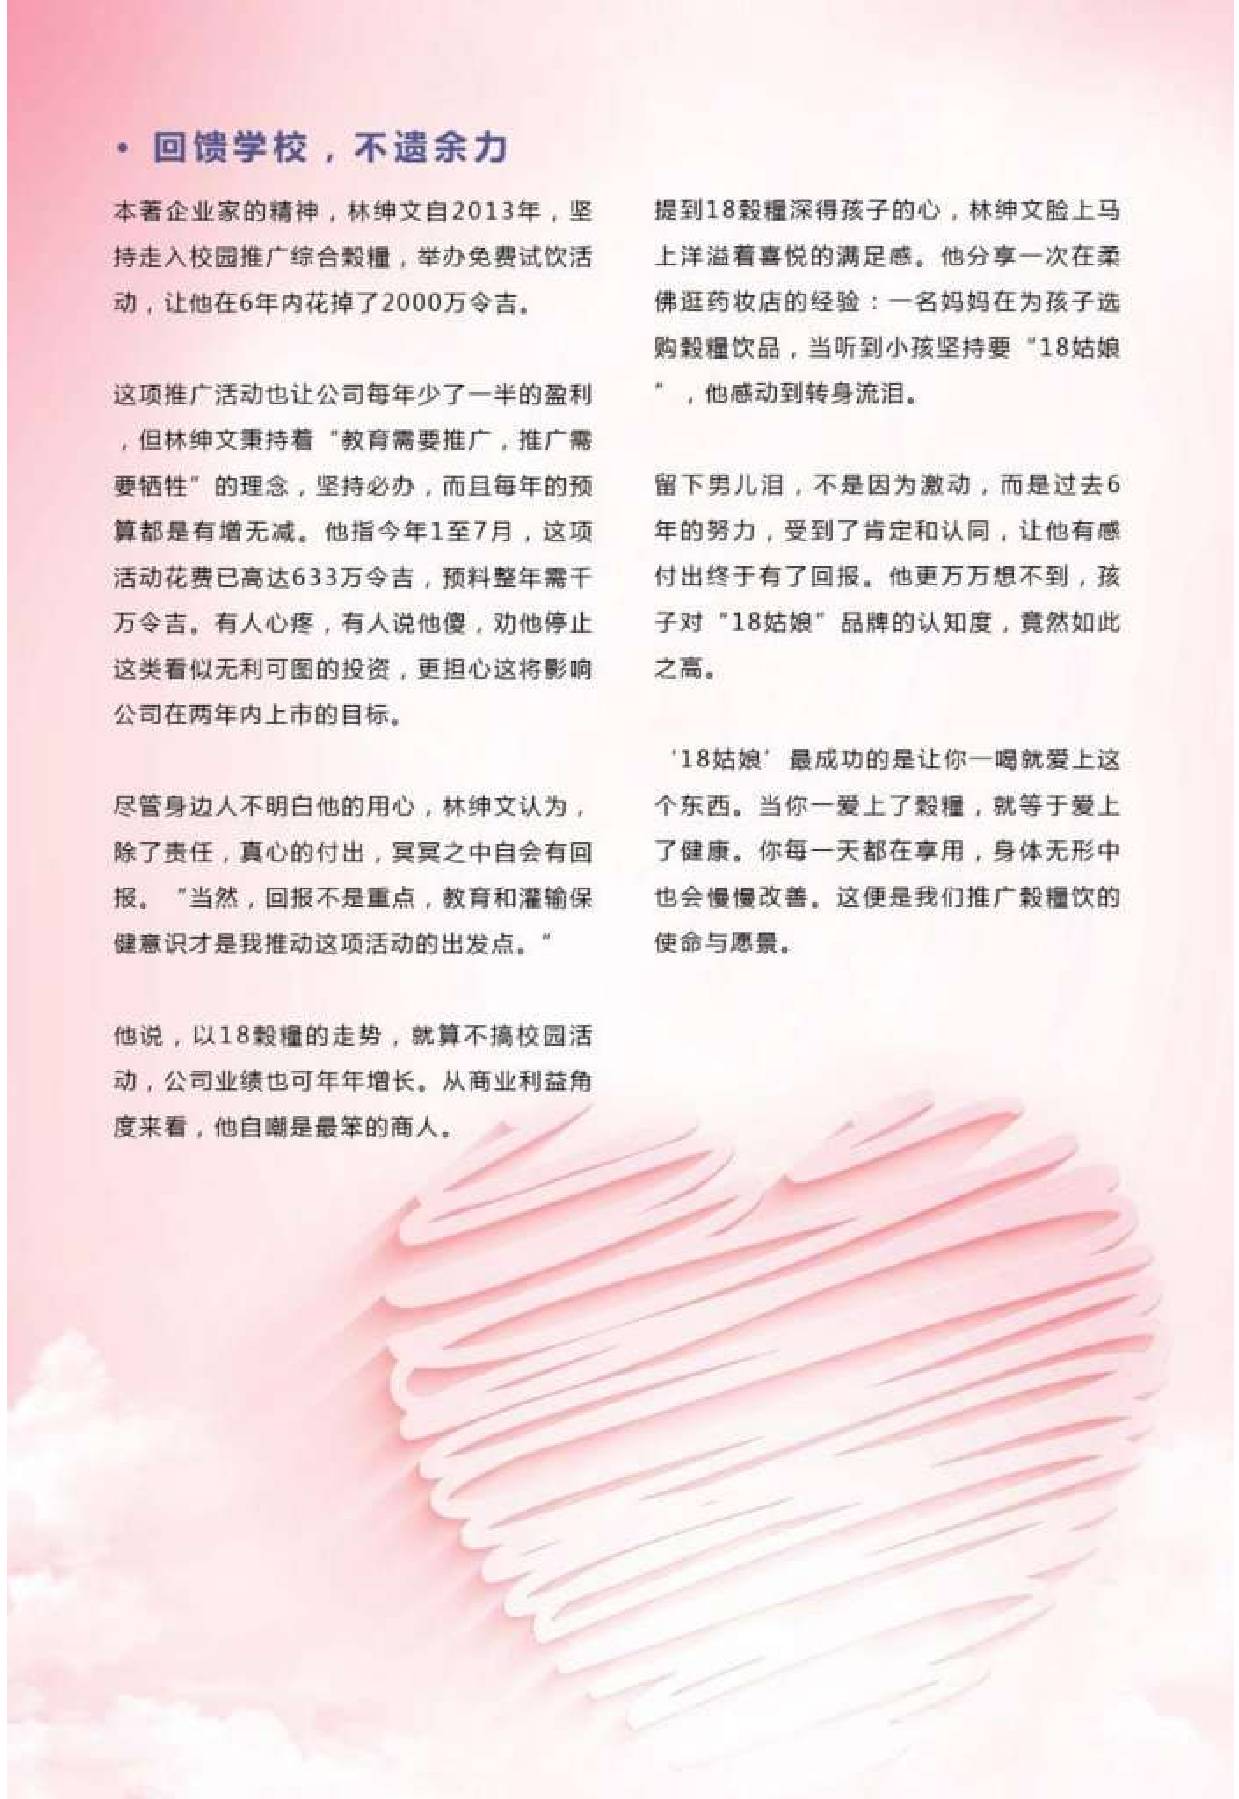 • 回馈学校，不遗余力
本著企业家的精神，林绅文自2013年，坚
持走入校园推广综合穀糧，举办免费试饮活
动，让他在6年内花掉了2000万令吉。
这项推广活动也让公司每年少了一半的盈利
，但林绅文秉持着“教育需要推广，推广需
要牺牲”的理念，坚持必办，而且每年的预
算都是有增无减。他指今年1至7月，这项
活动花费已高达633万令吉，预料整年需千
万令吉。有人心疼，有人说他傻，劝他停止
这类看似无利可图的投资，更担心这将影响
公司在两年内上市的目标。
尽管身边人不明白他的用心，林绅文认为，
除了责任，真心的付出，冥冥之中自会有回
报。“当然，回报不是重点，教育和灌输保
健意识才是我推动这项活动的出发点。”
他说，以18穀糧的走势，就算不搞校园活
动，公司业绩也可年年增长。从商业利益角
度来看，他自嘲是最笨的商人。
提到18穀糧深得孩子的心，林绅文脸上马
上洋溢着喜悦的满足感。他分享一次在柔
佛逛药妆店的经验：一名妈妈在为孩子选
购穀糧饮品，当听到小孩坚持要“18姑娘
”，他感动到转身流泪。
留下男儿泪，不是因为激动，而是过去6
年的努力，受到了肯定和认同，让他有感
付出终于有了回报。他更万万想不到，孩
子对“18姑娘”品牌的认知度，竟然如此
之高。
‘18姑娘’最成功的是让你一喝就爱上这
个东西。当你一爱上了穀糧，就等于爱上
了健康。你每一天都在享用，身体无形中
也会慢慢改善。这便是我们推广穀糧饮的
使命与愿景。